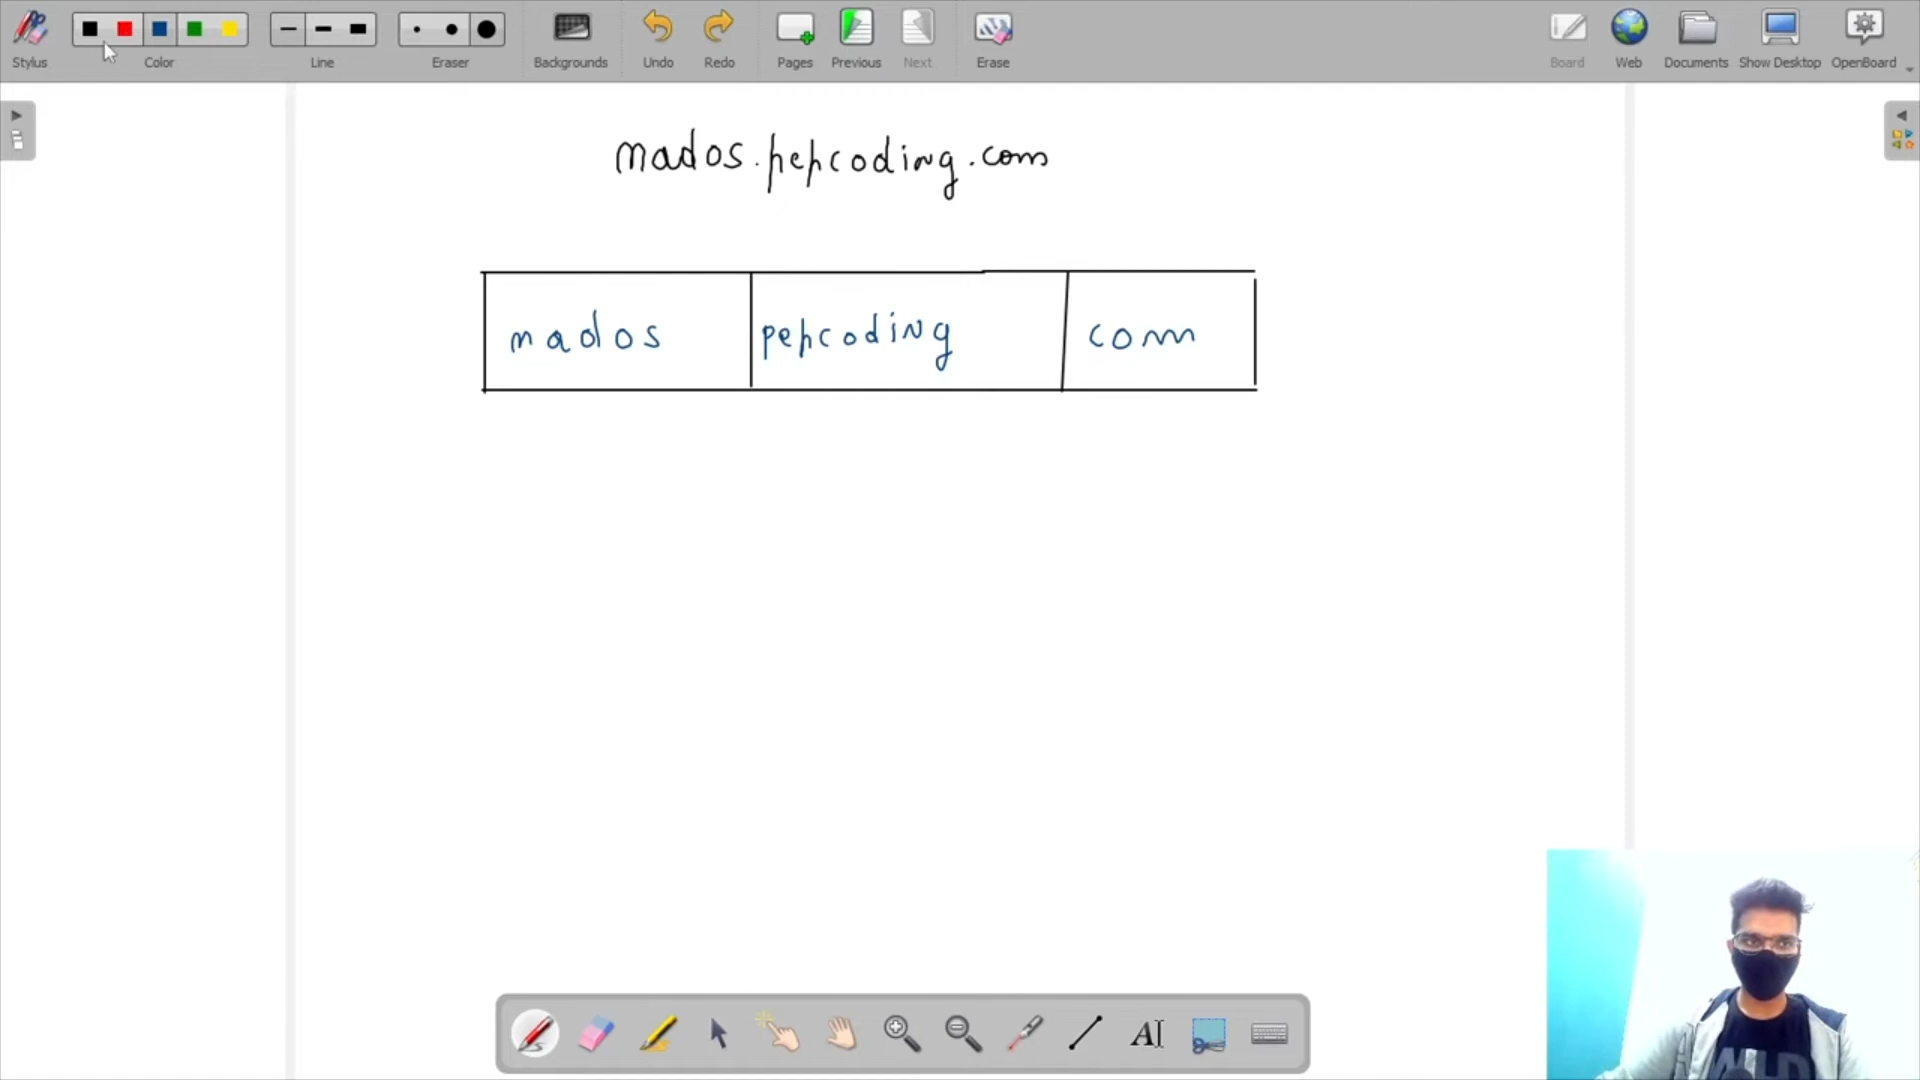 Stylus Color Line Eraser Backgrounds Undo Redo Pages Previous Next Erase Board Web Documents Show Desktop OpenBoard
mados.pepcoding.com
mados pepcoding com
AI